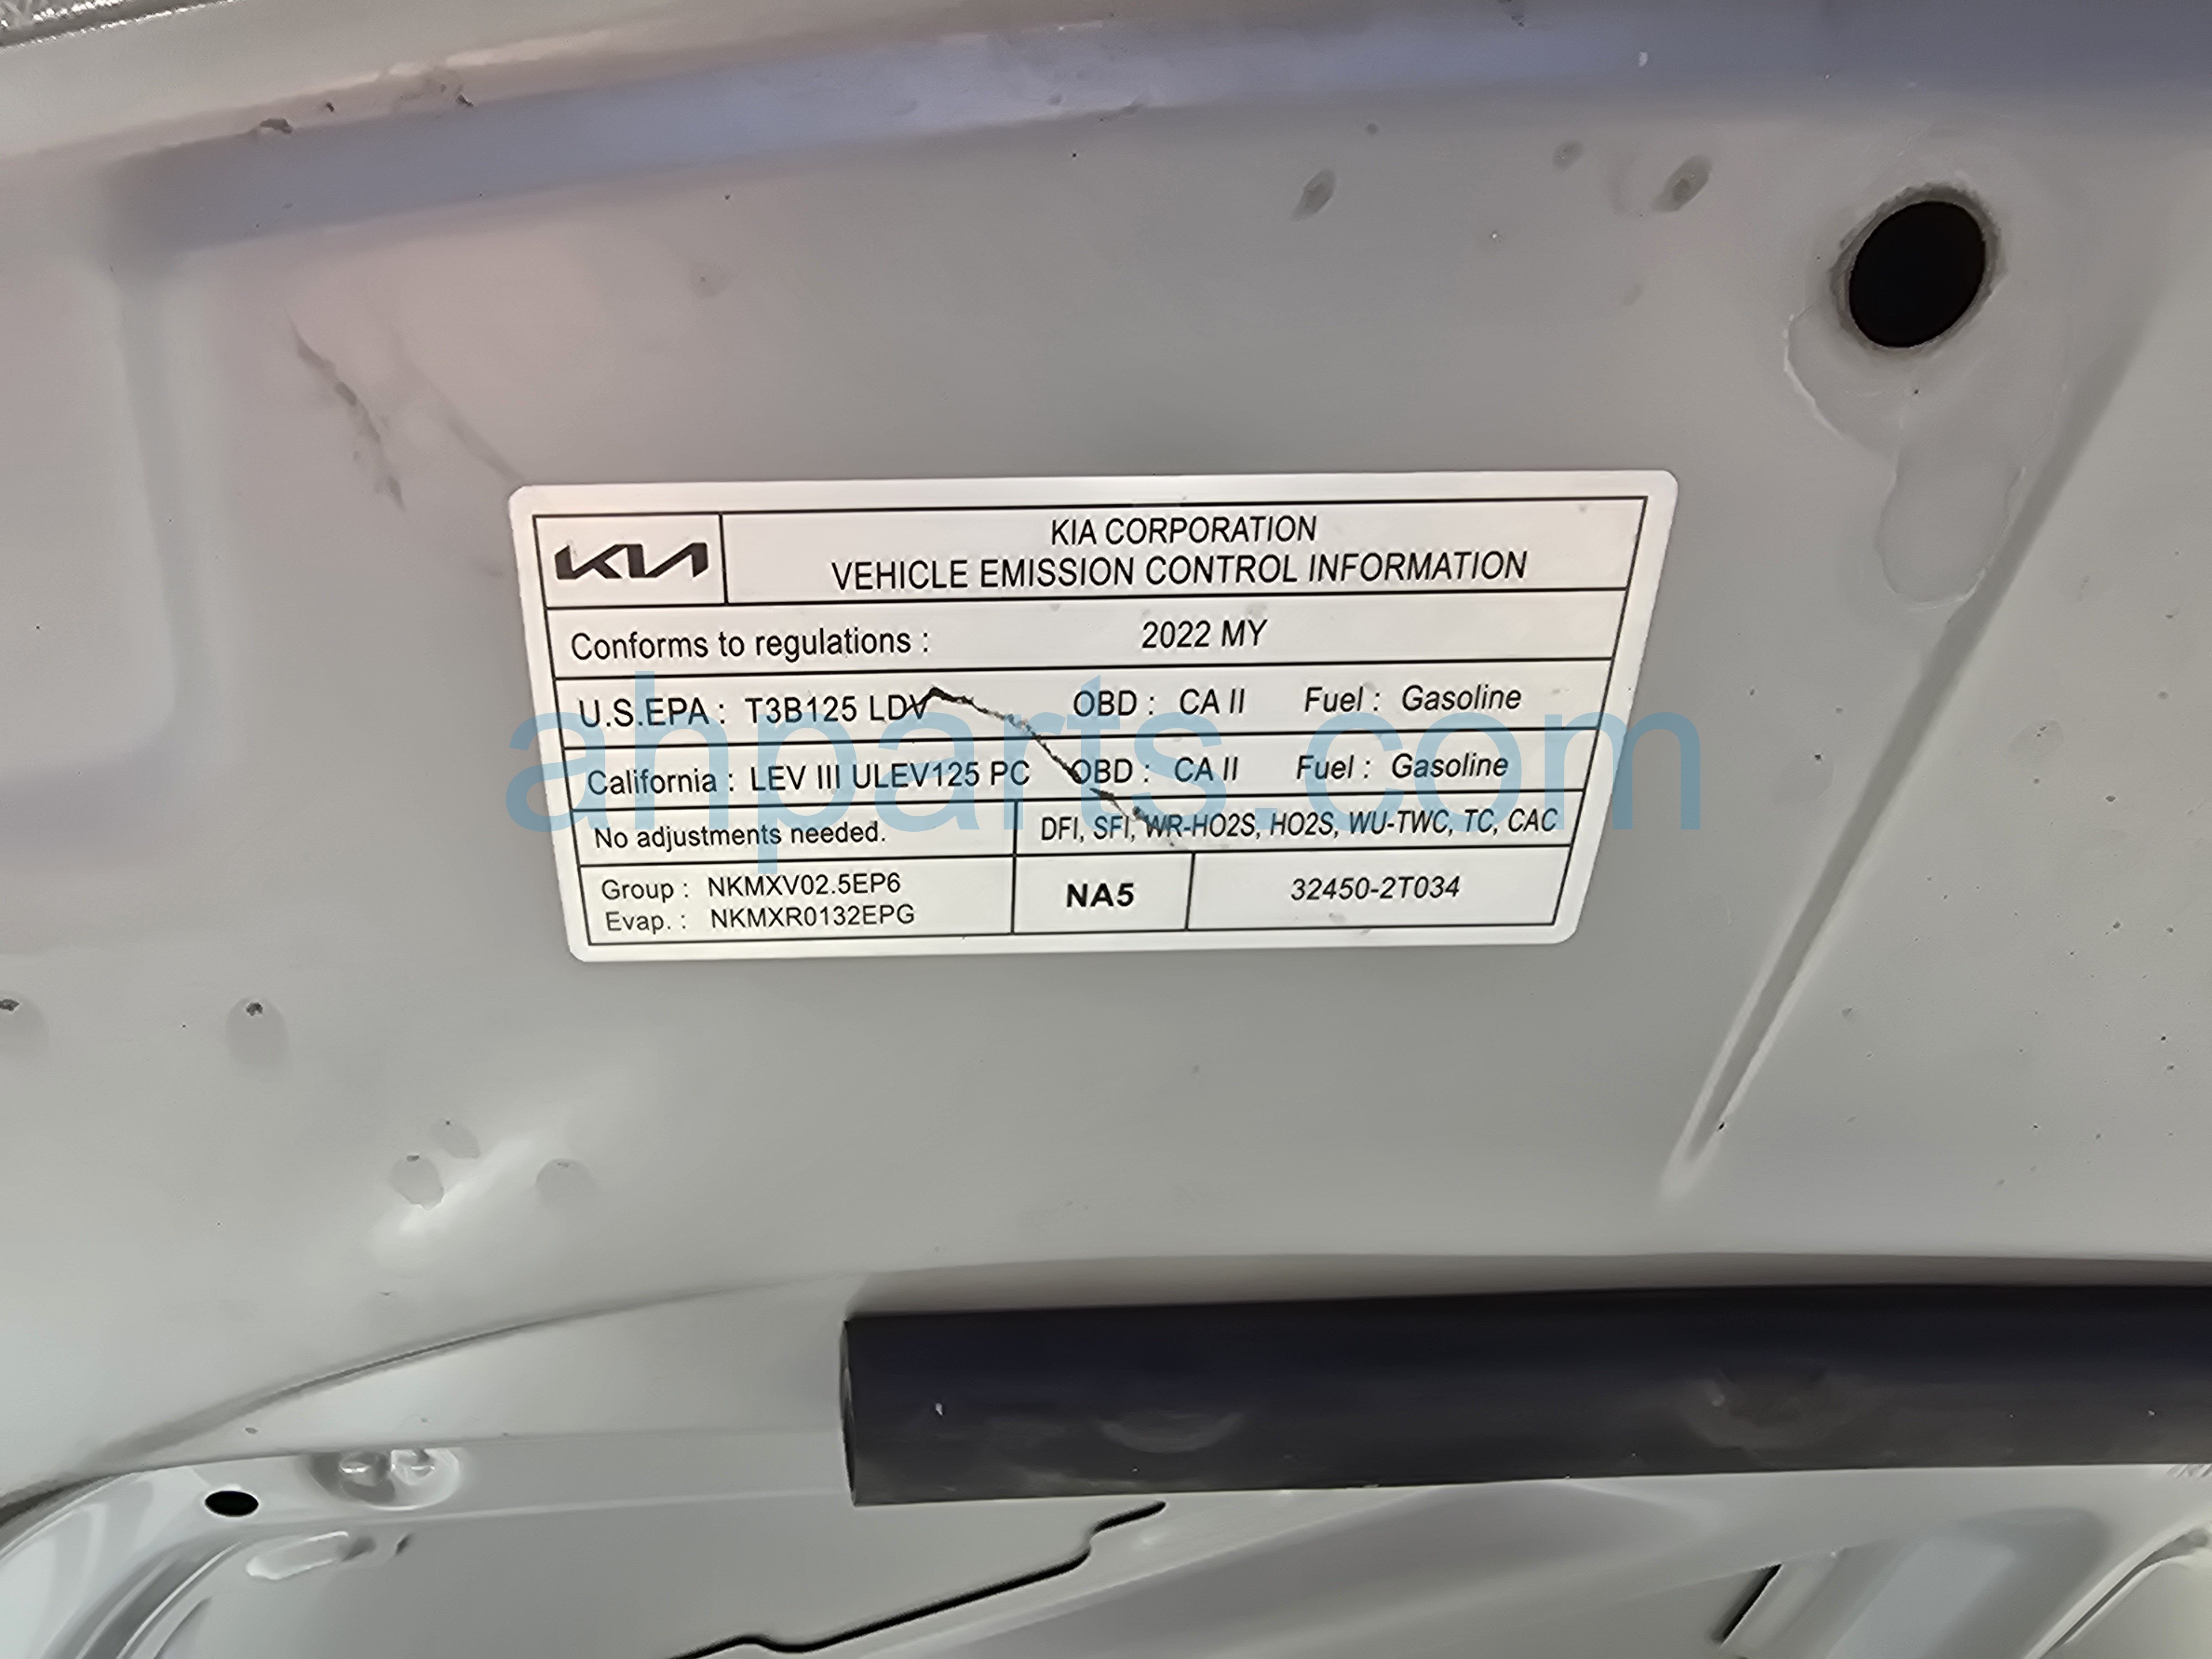 KIA
KIA CORPORATION
VEHICLE EMISSION CONTROL INFORMATION
Conforms to regulations : 2022 MY
U.S.EPA : T3B125 LDV OBD : CA II Fuel : Gasoline
California : LEV III ULEV125 PC OBD : CA II Fuel : Gasoline
No adjustments needed. DFI, SFI, WR-HO2S, HO2S, WU-TWC, TC, CAC
Group : NKMXV02.5EP6
Evap. : NKMXR0132EPG
NA5
32450-2T034
ahparts.com